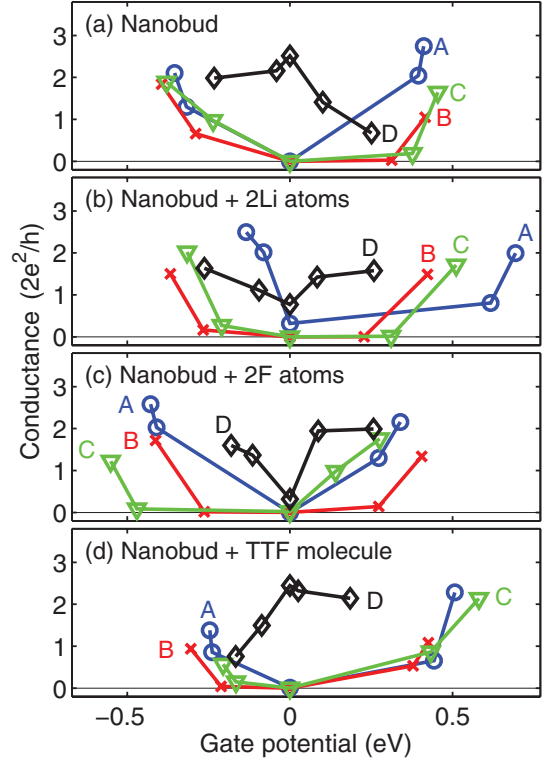 (a) Nanobud
A
C
B
D
3
2
1
0
(b) Nanobud + 2Li atoms
A
D
B
C
3
2
1
0
(c) Nanobud + 2F atoms
A
B
D
C
3
2
1
0
(d) Nanobud + TTF molecule
A
D
C
B
3
2
1
0
Conductance (2e²/h)
−0.5 0 0.5
Gate potential (eV)